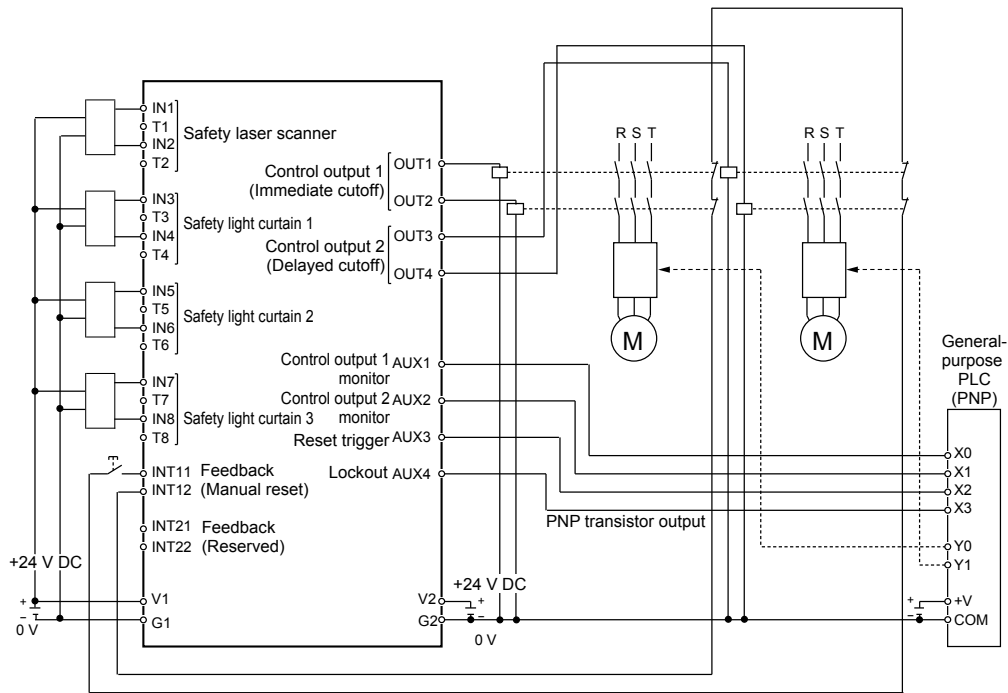 IN1
T1
IN2
T2
Safety laser scanner
IN3
T3
IN4
T4
Safety light curtain 1
IN5
T5
IN6
T6
Safety light curtain 2
IN7
T7
IN8
T8
Safety light curtain 3
INT11
INT12
Feedback
(Manual reset)
INT21
INT22
Feedback
(Reserved)
+24 V DC
+
−
0 V
V1
G1
Control output 1
(Immediate cutoff)
OUT1
OUT2
Control output 2
(Delayed cutoff)
OUT3
OUT4
Control output 1
monitor
AUX1
Control output 2
monitor
AUX2
Reset trigger AUX3
Lockout AUX4
PNP transistor output
+24 V DC
V2
+
−
G2
0 V
R S T
M
R S T
M
General-
purpose
PLC
(PNP)
X0
X1
X2
X3
Y0
Y1
+
−
+V
COM